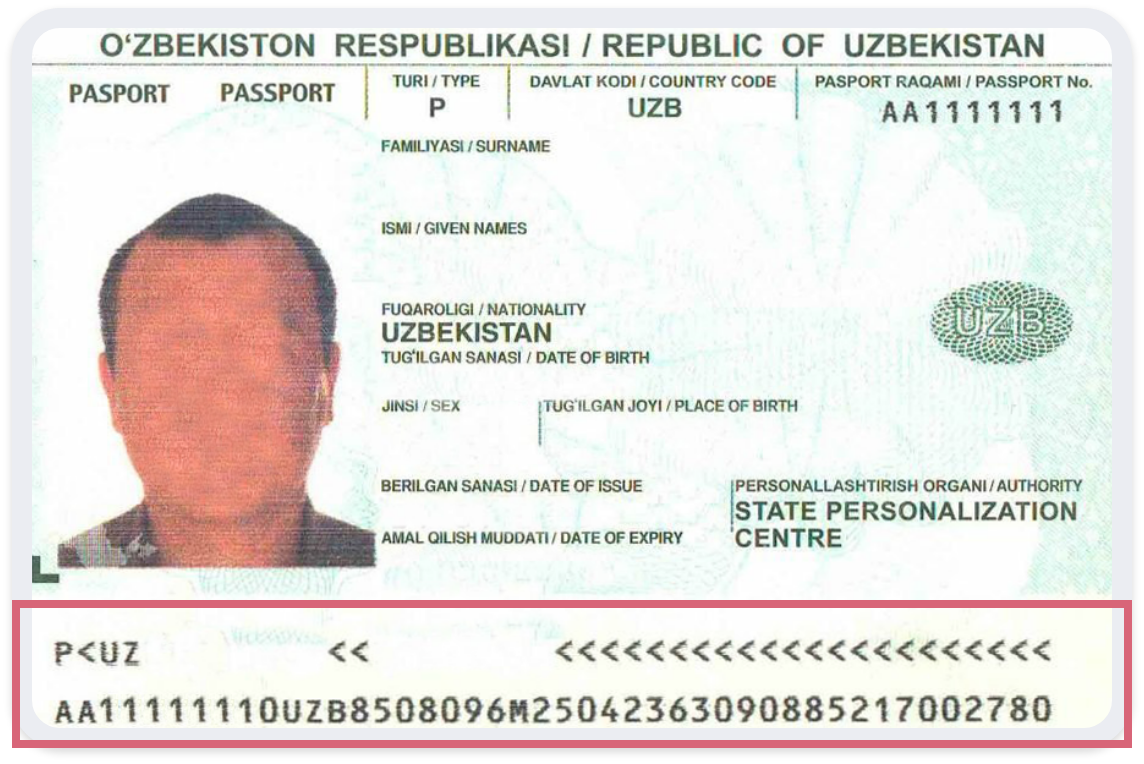 O‘ZBEKISTON RESPUBLIKASI / REPUBLIC OF UZBEKISTAN
PASPORT PASSPORT
TURI / TYPE
P
DAVLAT KODI / COUNTRY CODE
UZB
PASPORT RAQAMI / PASSPORT No.
AA1111111
FAMILIYASI / SURNAME
ISMI / GIVEN NAMES
FUQAROLIGI / NATIONALITY
UZBEKISTAN
UZB
TUG‘ILGAN SANASI / DATE OF BIRTH
JINSI / SEX
TUG‘ILGAN JOYI / PLACE OF BIRTH
BERILGAN SANASI / DATE OF ISSUE
AMAL QILISH MUDDATI / DATE OF EXPIRY
PERSONALLASHTIRISH ORGANI / AUTHORITY
STATE PERSONALIZATION
CENTRE
P<UZ << <<<<<<<<<<<<<<<<<<<<<<
AA11111110UZB8508096M25042363090885217002780